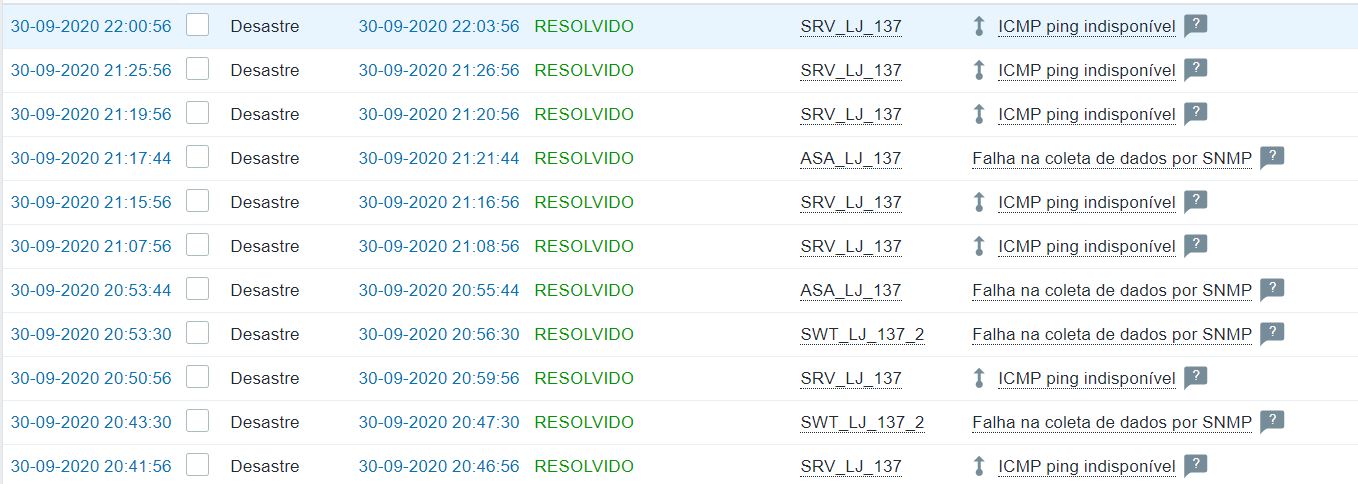 30-09-2020 22:00:56 Desastre 30-09-2020 22:03:56 RESOLVIDO SRV_LJ_137 ICMP ping indisponível ?
30-09-2020 21:25:56 Desastre 30-09-2020 21:26:56 RESOLVIDO SRV_LJ_137 ICMP ping indisponível ?
30-09-2020 21:19:56 Desastre 30-09-2020 21:20:56 RESOLVIDO SRV_LJ_137 ICMP ping indisponível ?
30-09-2020 21:17:44 Desastre 30-09-2020 21:21:44 RESOLVIDO ASA_LJ_137 Falha na coleta de dados por SNMP ?
30-09-2020 21:15:56 Desastre 30-09-2020 21:16:56 RESOLVIDO SRV_LJ_137 ICMP ping indisponível ?
30-09-2020 21:07:56 Desastre 30-09-2020 21:08:56 RESOLVIDO SRV_LJ_137 ICMP ping indisponível ?
30-09-2020 20:53:44 Desastre 30-09-2020 20:55:44 RESOLVIDO ASA_LJ_137 Falha na coleta de dados por SNMP ?
30-09-2020 20:53:30 Desastre 30-09-2020 20:56:30 RESOLVIDO SWT_LJ_137_2 Falha na coleta de dados por SNMP ?
30-09-2020 20:50:56 Desastre 30-09-2020 20:59:56 RESOLVIDO SRV_LJ_137 ICMP ping indisponível ?
30-09-2020 20:43:30 Desastre 30-09-2020 20:47:30 RESOLVIDO SWT_LJ_137_2 Falha na coleta de dados por SNMP ?
30-09-2020 20:41:56 Desastre 30-09-2020 20:46:56 RESOLVIDO SRV_LJ_137 ICMP ping indisponível ?